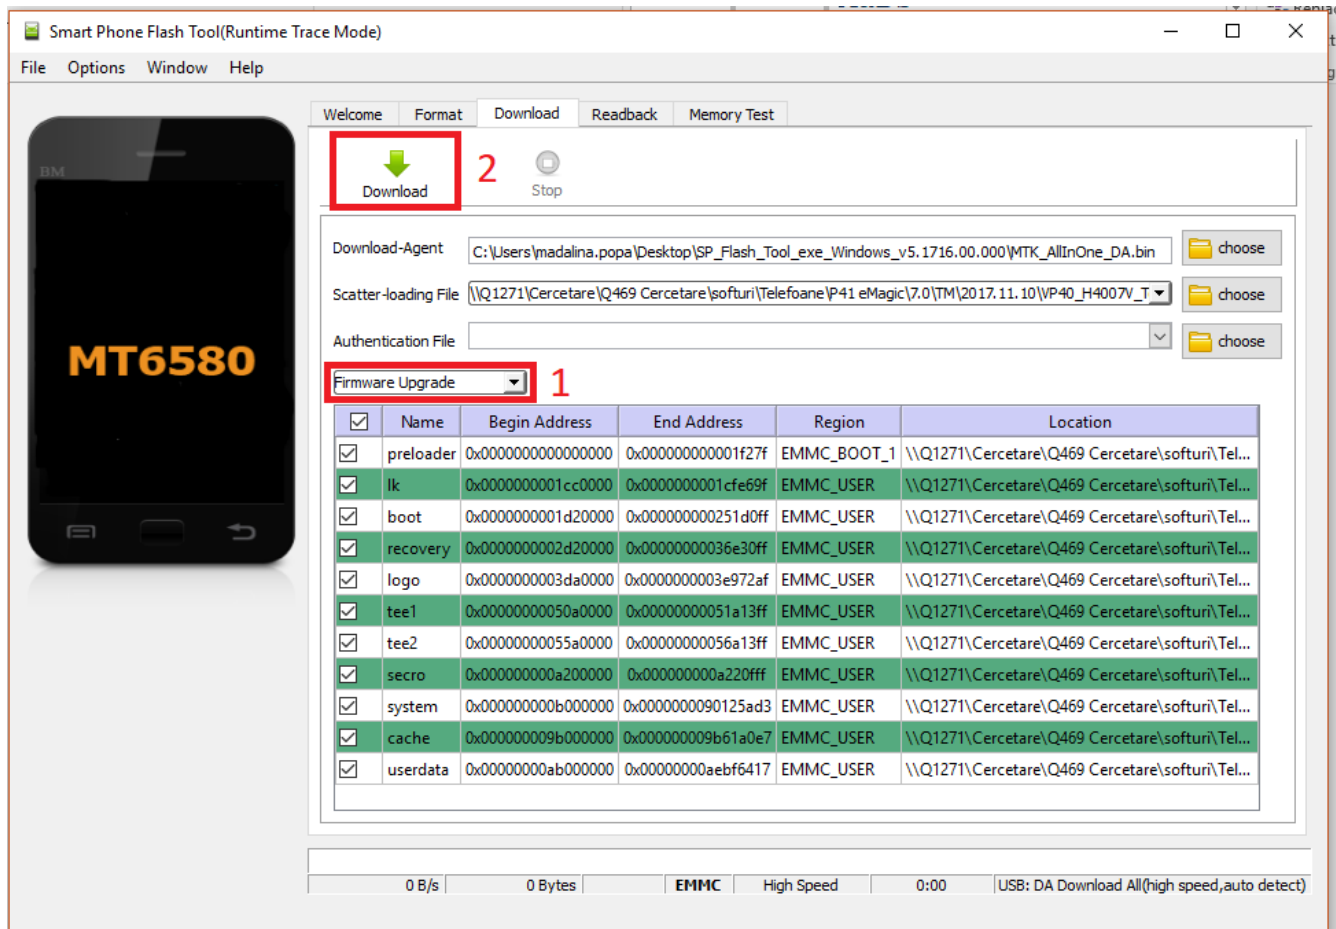 Smart Phone Flash Tool(Runtime Trace Mode)
File Options Window Help
Welcome Format Download Readback Memory Test
BM
Download 2 Stop
Download-Agent C:\Users\madalina.popa\Desktop\SP_Flash_Tool_exe_Windows_v5.1716.00.000\MTK_AllInOne_DA.bin choose
Scatter-loading File \\Q1271\Cercetare\Q469 Cercetare\softuri\Telefoane\P41 eMagic\7.0\TM\2017.11.10\VP40_H4007V_T choose
Authentication File choose
MT6580
Firmware Upgrade 1
Name Begin Address End Address Region Location
preloader 0x0000000000000000 0x000000000001f27f EMMC_BOOT_1 \\Q1271\Cercetare\Q469 Cercetare\softuri\Tel...
lk 0x0000000001cc0000 0x0000000001cfe69f EMMC_USER \\Q1271\Cercetare\Q469 Cercetare\softuri\Tel...
boot 0x0000000001d20000 0x000000000251d0ff EMMC_USER \\Q1271\Cercetare\Q469 Cercetare\softuri\Tel...
recovery 0x0000000002d20000 0x00000000036e30ff EMMC_USER \\Q1271\Cercetare\Q469 Cercetare\softuri\Tel...
logo 0x0000000003da0000 0x0000000003e972af EMMC_USER \\Q1271\Cercetare\Q469 Cercetare\softuri\Tel...
tee1 0x00000000050a0000 0x00000000051a13ff EMMC_USER \\Q1271\Cercetare\Q469 Cercetare\softuri\Tel...
tee2 0x00000000055a0000 0x00000000056a13ff EMMC_USER \\Q1271\Cercetare\Q469 Cercetare\softuri\Tel...
secro 0x000000000a200000 0x000000000a220fff EMMC_USER \\Q1271\Cercetare\Q469 Cercetare\softuri\Tel...
system 0x000000000b000000 0x0000000090125ad3 EMMC_USER \\Q1271\Cercetare\Q469 Cercetare\softuri\Tel...
cache 0x000000009b000000 0x000000009b61a0e7 EMMC_USER \\Q1271\Cercetare\Q469 Cercetare\softuri\Tel...
userdata 0x00000000ab000000 0x00000000aebf6417 EMMC_USER \\Q1271\Cercetare\Q469 Cercetare\softuri\Tel...
0 B/s 0 Bytes EMMC High Speed 0:00 USB: DA Download All(high speed,auto detect)